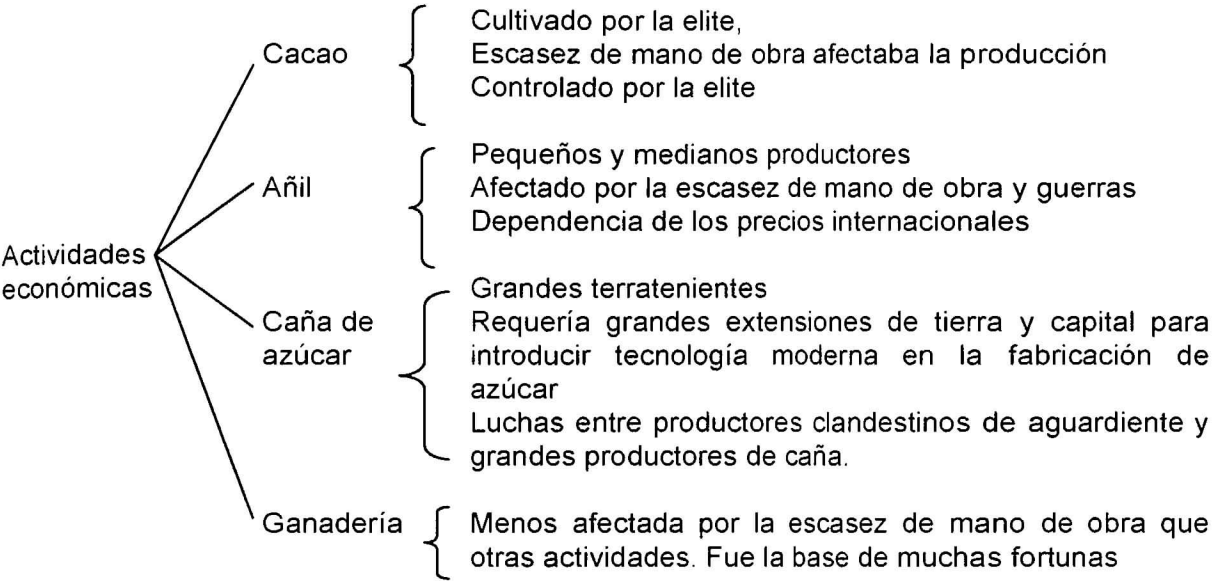 Cacao
Cultivado por la elite,
Escasez de mano de obra afectaba la producción
Controlado por la elite
Añil
Pequeños y medianos productores
Afectado por la escasez de mano de obra y guerras
Dependencia de los precios internacionales
Actividades
económicas
Caña de
azúcar
Grandes terratenientes
Requería grandes extensiones de tierra y capital para
introducir tecnología moderna en la fabricación de
azúcar
Luchas entre productores clandestinos de aguardiente y
grandes productores de caña.
Ganadería
Menos afectada por la escasez de mano de obra que
otras actividades. Fue la base de muchas fortunas